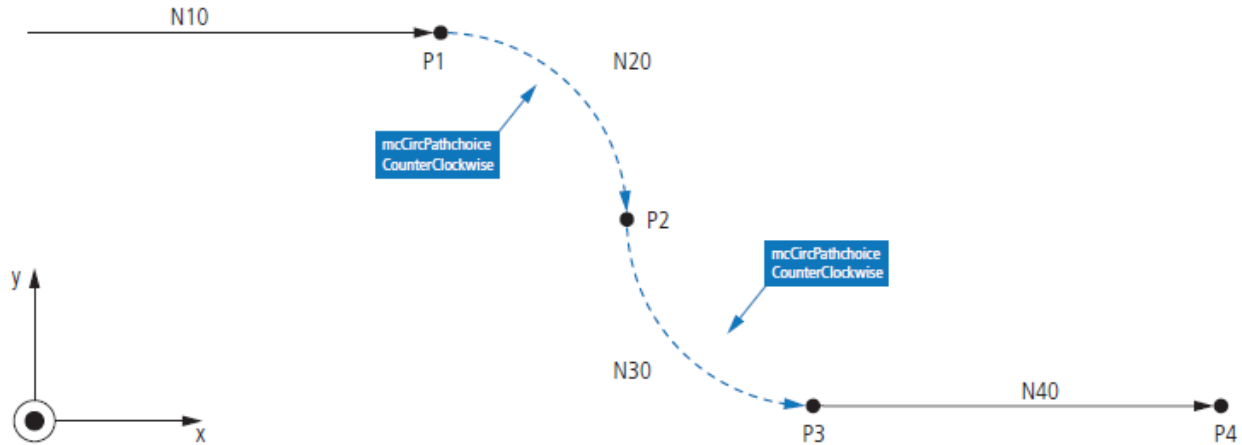 N10
P1
N20
mcCircPathchoice
CounterClockwise
P2
mcCircPathchoice
CounterClockwise
y
N30
N40
x
P3
P4